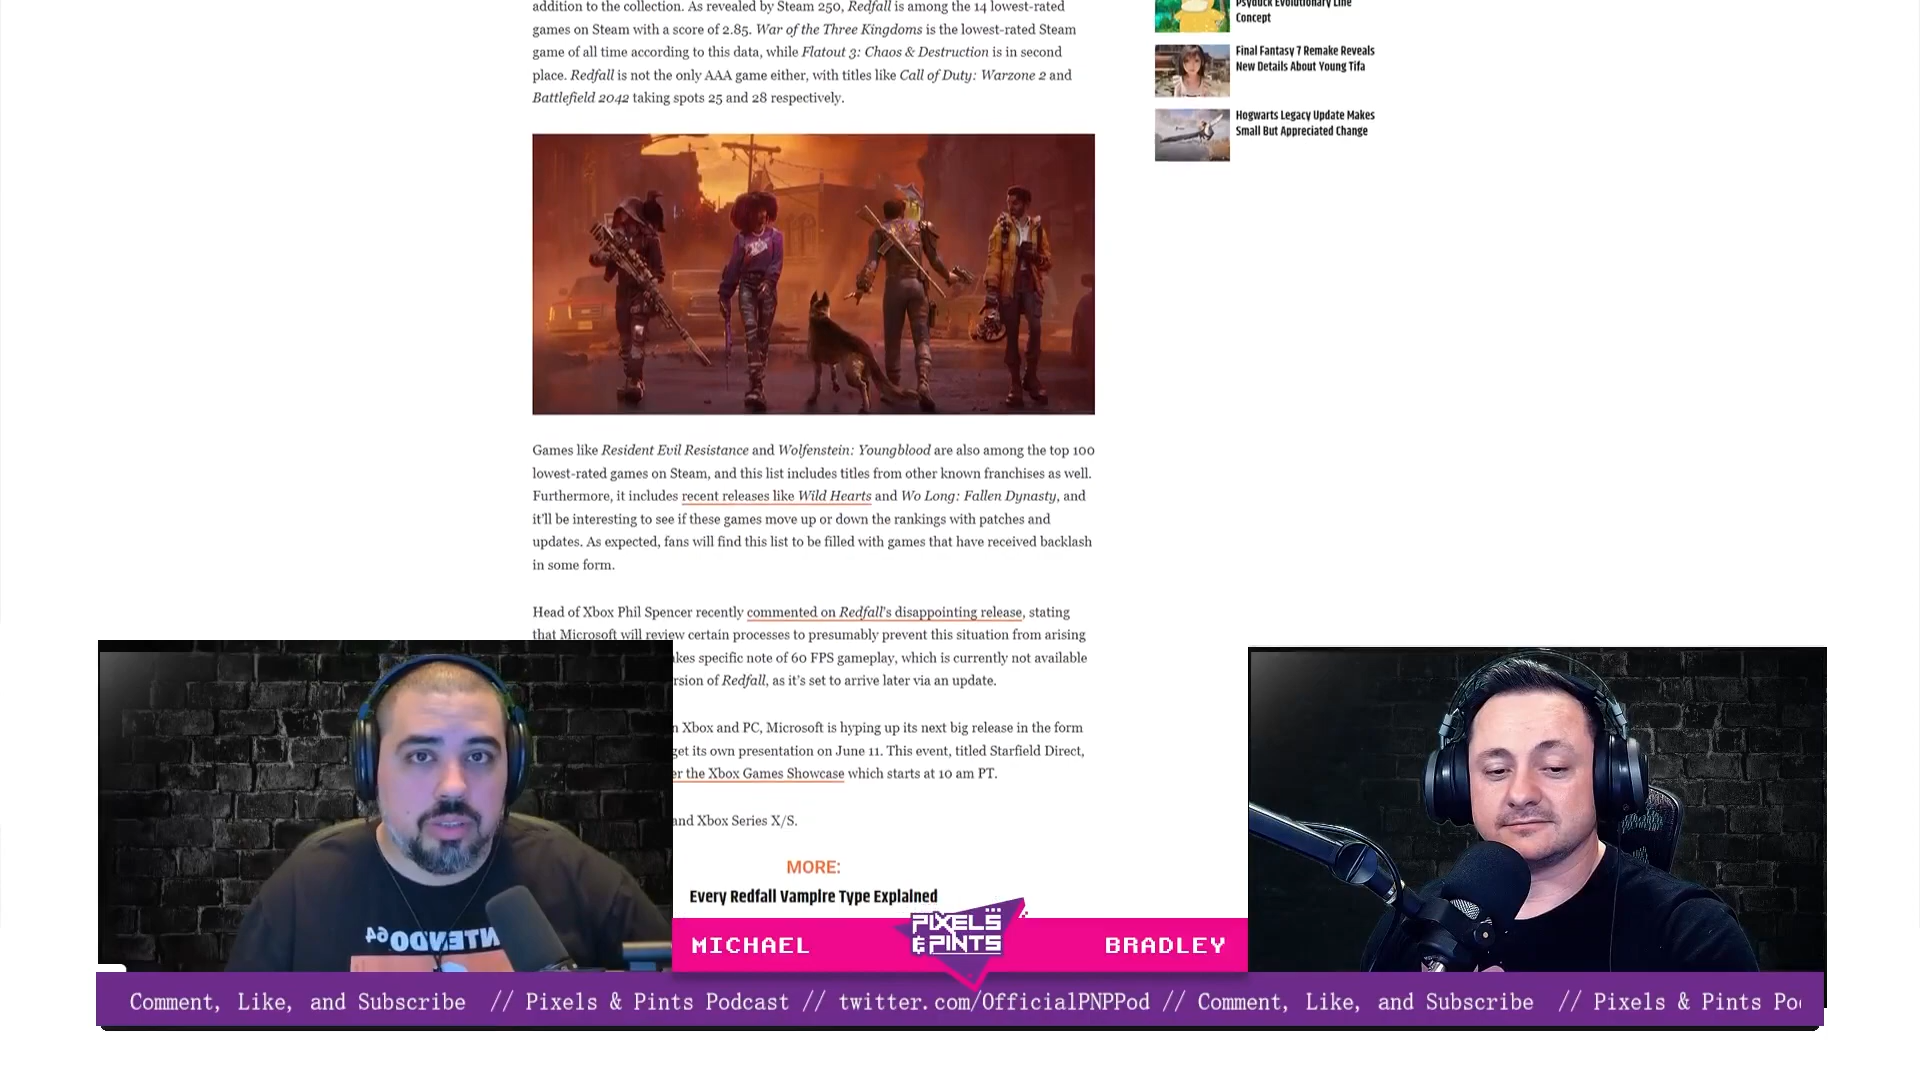 addition to the collection. As revealed by Steam 250, Redfall is among the 14 lowest-rated
games on Steam with a score of 2.85. War of the Three Kingdoms is the lowest-rated Steam
game of all time according to this data, while Flatout 3: Chaos & Destruction is in second
place. Redfall is not the only AAA game either, with titles like Call of Duty: Warzone 2 and
Battlefield 2042 taking spots 25 and 28 respectively.
Psyduck Evolutionary Line
Concept
Final Fantasy 7 Remake Reveals
New Details About Young Tifa
Hogwarts Legacy Update Makes
Small But Appreciated Change
Games like Resident Evil Resistance and Wolfenstein: Youngblood are also among the top 100
lowest-rated games on Steam, and this list includes titles from other known franchises as well.
Furthermore, it includes recent releases like Wild Hearts and Wo Long: Fallen Dynasty, and
it'll be interesting to see if these games move up or down the rankings with patches and
updates. As expected, fans will find this list to be filled with games that have received backlash
in some form.
Head of Xbox Phil Spencer recently commented on Redfall's disappointing release, stating
that Microsoft will review certain processes to presumably prevent this situation from arising
kes specific note of 60 FPS gameplay, which is currently not available
rsion of Redfall, as it's set to arrive later via an update.
n Xbox and PC, Microsoft is hyping up its next big release in the form
get its own presentation on June 11. This event, titled Starfield Direct,
er the Xbox Games Showcase which starts at 10 am PT.
and Xbox Series X/S.
MORE:
Every Redfall Vampire Type Explained
NTENDO64
MICHAEL
PIXELS
& PINTS
BRADLEY
Comment, Like, and Subscribe // Pixels & Pints Podcast // twitter.com/OfficialPNPPod // Comment, Like, and Subscribe // Pixels & Pints Po